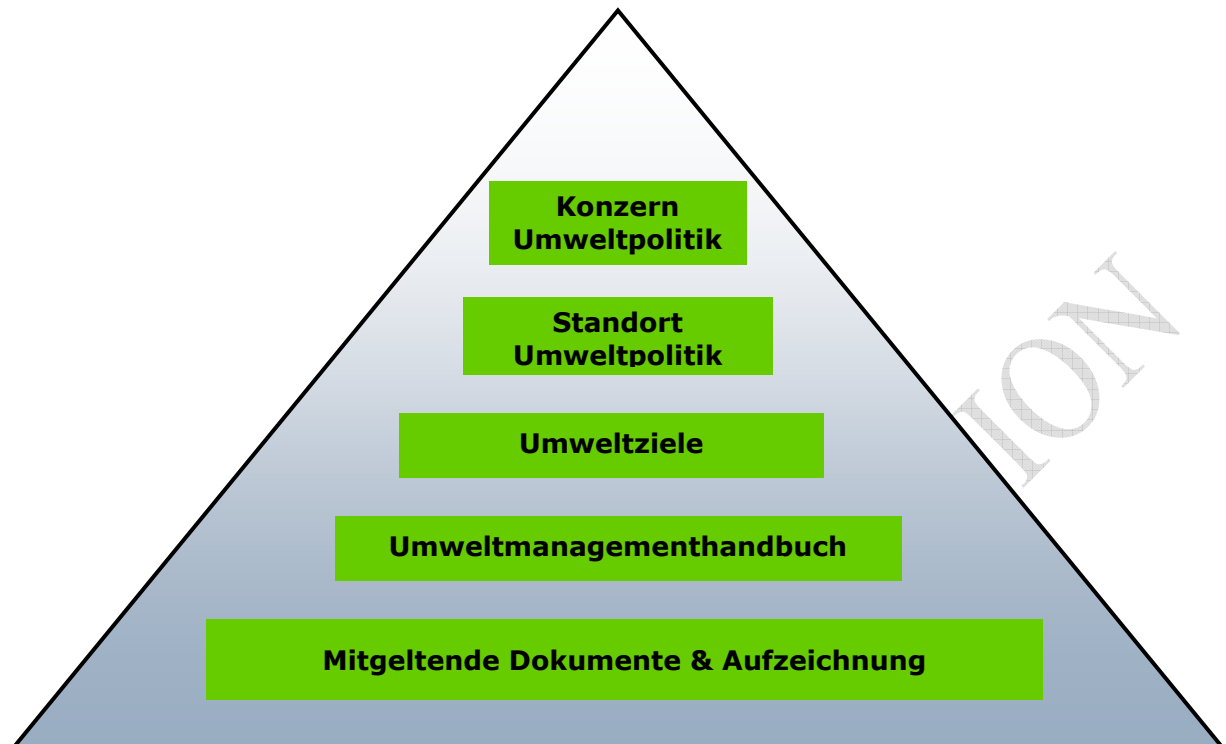 Konzern
Umweltpolitik
Standort
Umweltpolitik
Umweltziele
Umweltmanagementhandbuch
Mitgeltende Dokumente & Aufzeichnung
ION